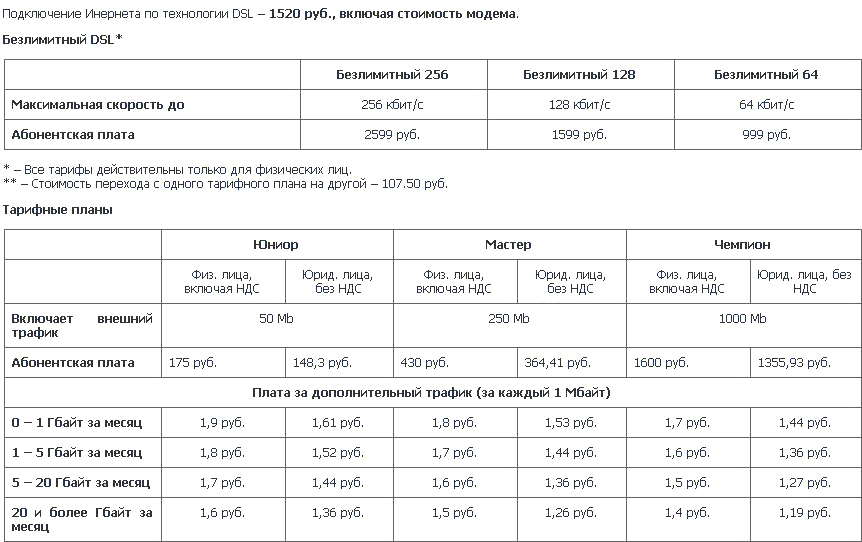 Подключение Инернета по технологии DSL – 1520 руб., включая стоимость модема.
Безлимитный DSL*
Безлимитный 256 Безлимитный 128 Безлимитный 64
Максимальная скорость до 256 кбит/с 128 кбит/с 64 кбит/с
Абонентская плата 2599 руб. 1599 руб. 999 руб.
* – Все тарифы действительны только для физических лиц.
** – Стоимость перехода с одного тарифного плана на другой – 107.50 руб.
Тарифные планы
Юниор Мастер Чемпион
Физ. лица, включая НДС Юрид. лица, без НДС Физ. лица, включая НДС Юрид. лица, без НДС Физ. лица, включая НДС Юрид. лица, без НДС
Включает внешний трафик 50 Mb 250 Mb 1000 Mb
Абонентская плата 175 руб. 148,3 руб. 430 руб. 364,41 руб. 1600 руб. 1355,93 руб.
Плата за дополнительный трафик (за каждый 1 Мбайт)
0 – 1 Гбайт за месяц 1,9 руб. 1,61 руб. 1,8 руб. 1,53 руб. 1,7 руб. 1,44 руб.
1 – 5 Гбайт за месяц 1,8 руб. 1,52 руб. 1,7 руб. 1,44 руб. 1,6 руб. 1,36 руб.
5 – 20 Гбайт за месяц 1,7 руб. 1,44 руб. 1,6 руб. 1,36 руб. 1,5 руб. 1,27 руб.
20 и более Гбайт за месяц 1,6 руб. 1,36 руб. 1,5 руб. 1,26 руб. 1,4 руб. 1,19 руб.